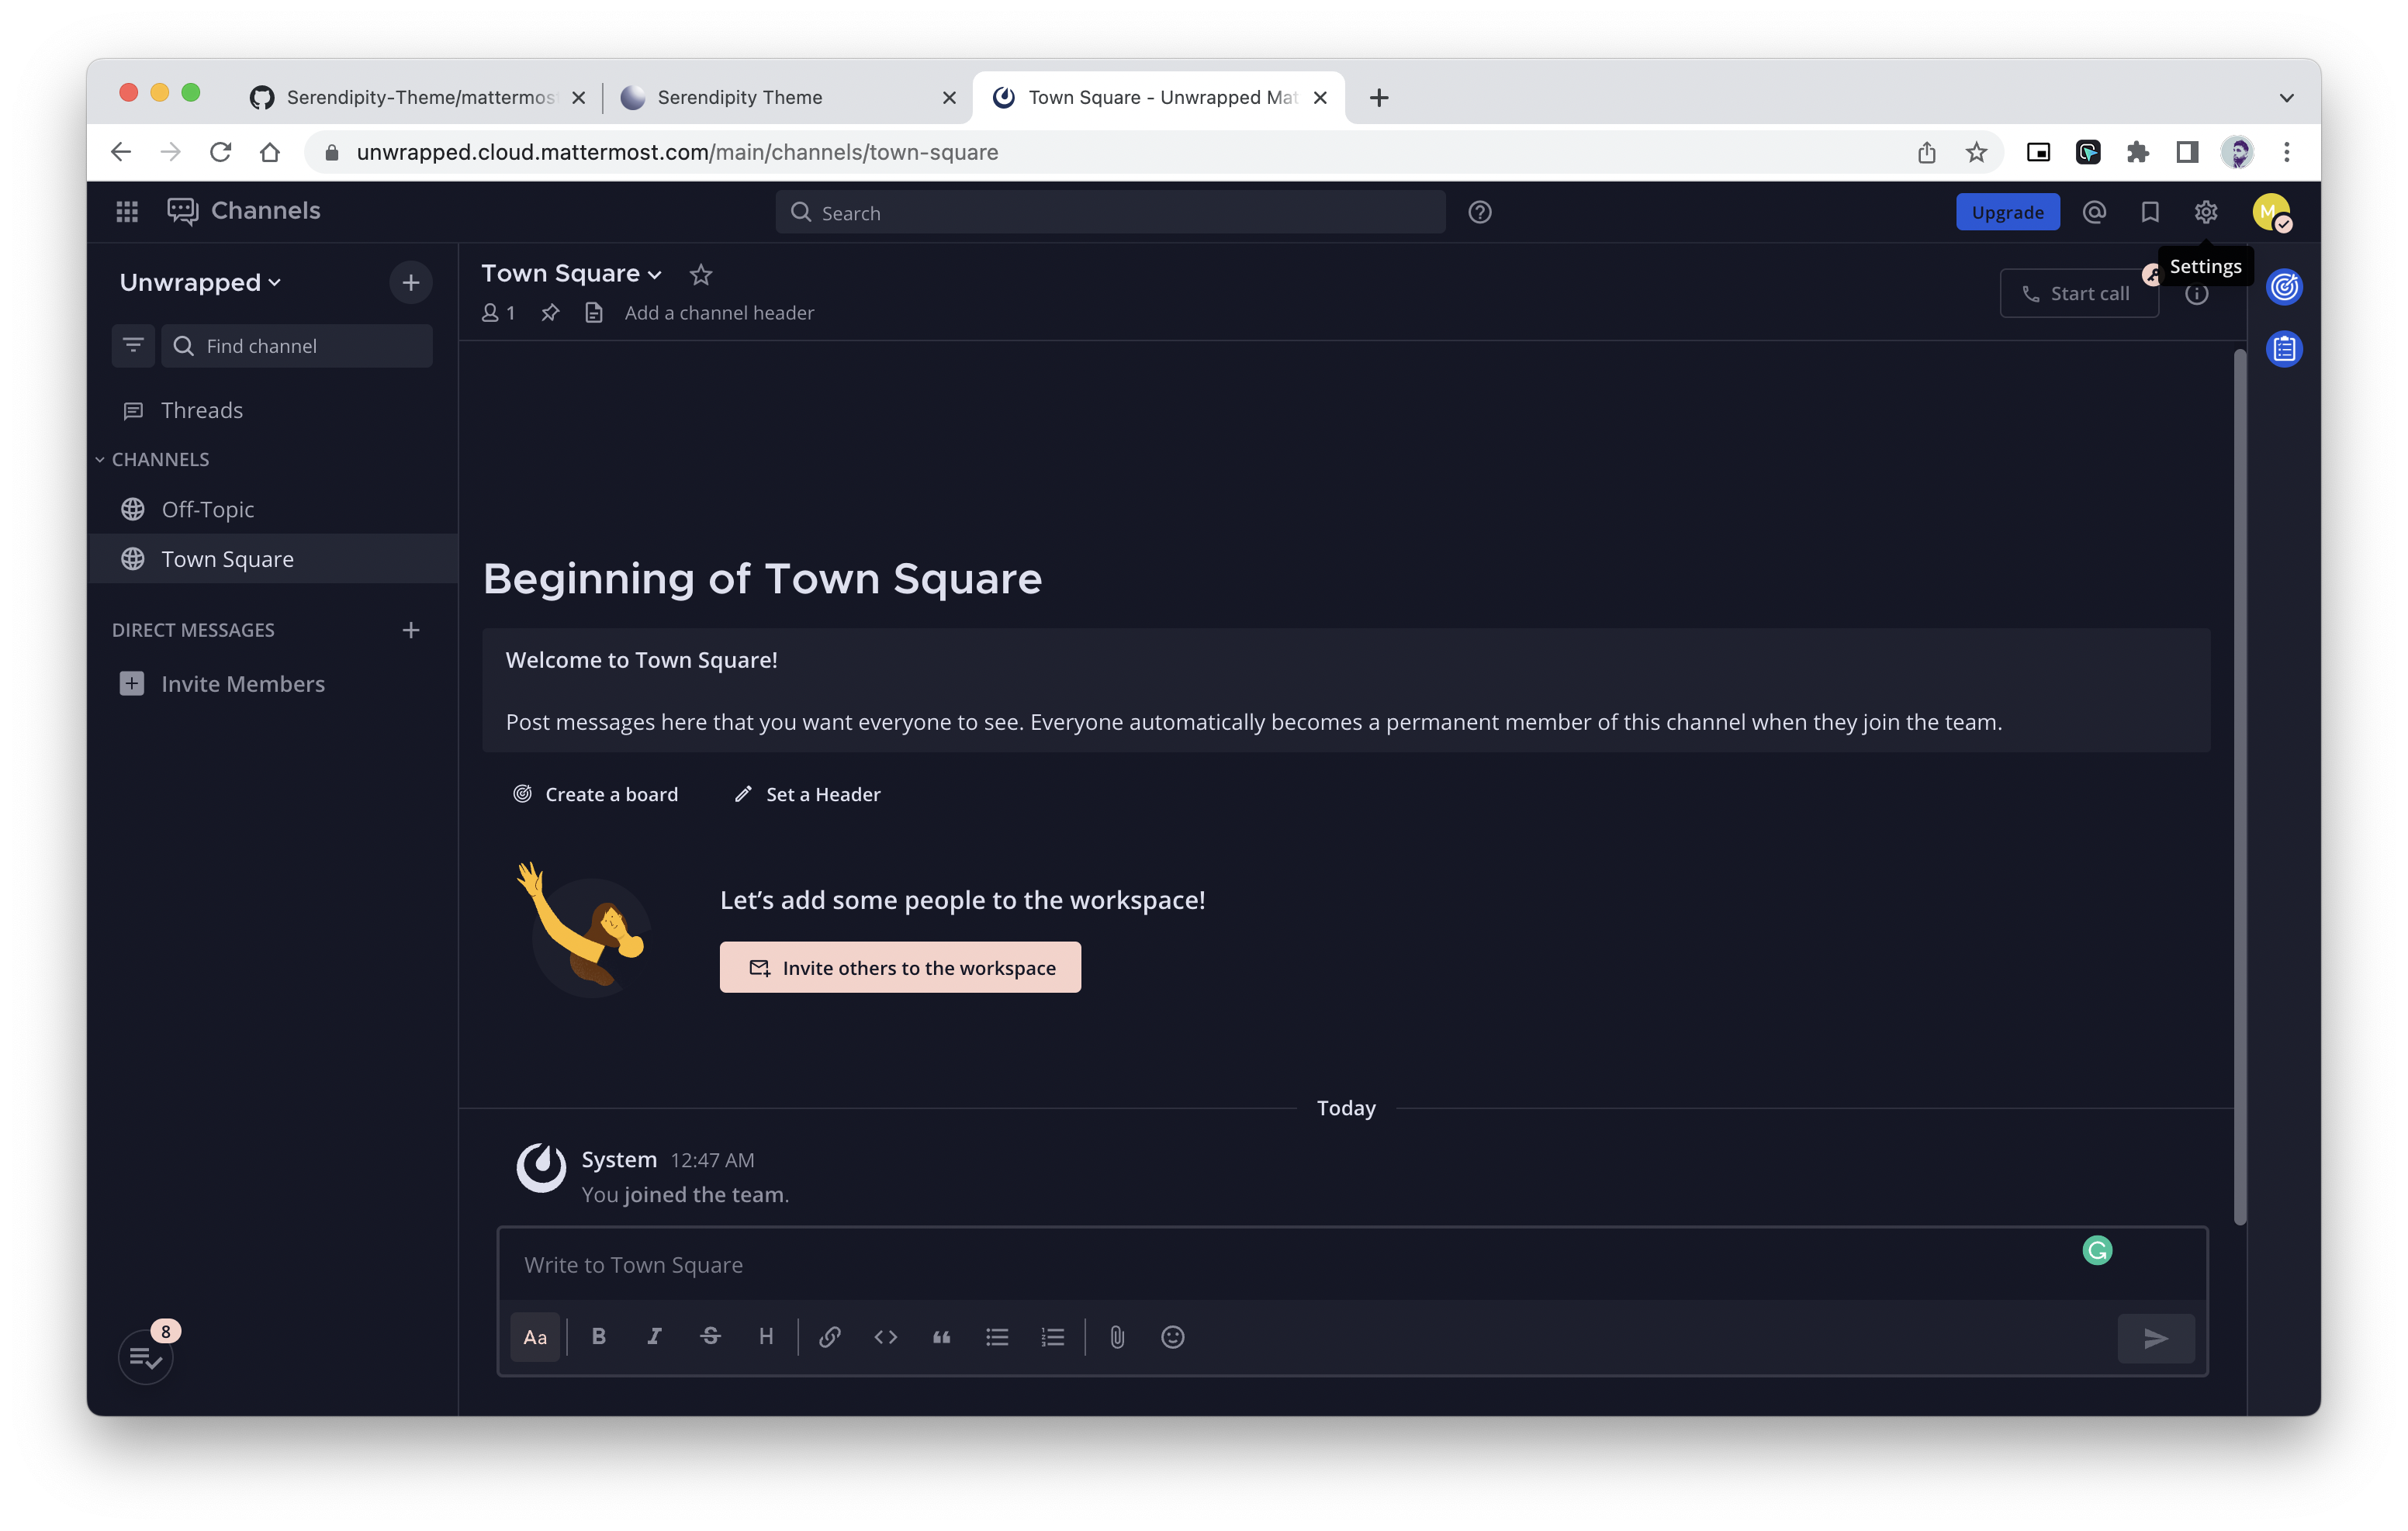 Serendipity-Theme/mattermos
Serendipity Theme
Town Square - Unwrapped Mat
unwrapped.cloud.mattermost.com/main/channels/town-square
Channels
Search
Upgrade
M
Settings
Unwrapped
Town Square
Start call
1
Add a channel header
Find channel
Threads
CHANNELS
Off-Topic
Town Square
DIRECT MESSAGES
Invite Members
Beginning of Town Square
Welcome to Town Square!
Post messages here that you want everyone to see. Everyone automatically becomes a permanent member of this channel when they join the team.
Create a board
Set a Header
Let’s add some people to the workspace!
Invite others to the workspace
Today
System 12:47 AM
You joined the team.
Write to Town Square
8
Aa B I S H